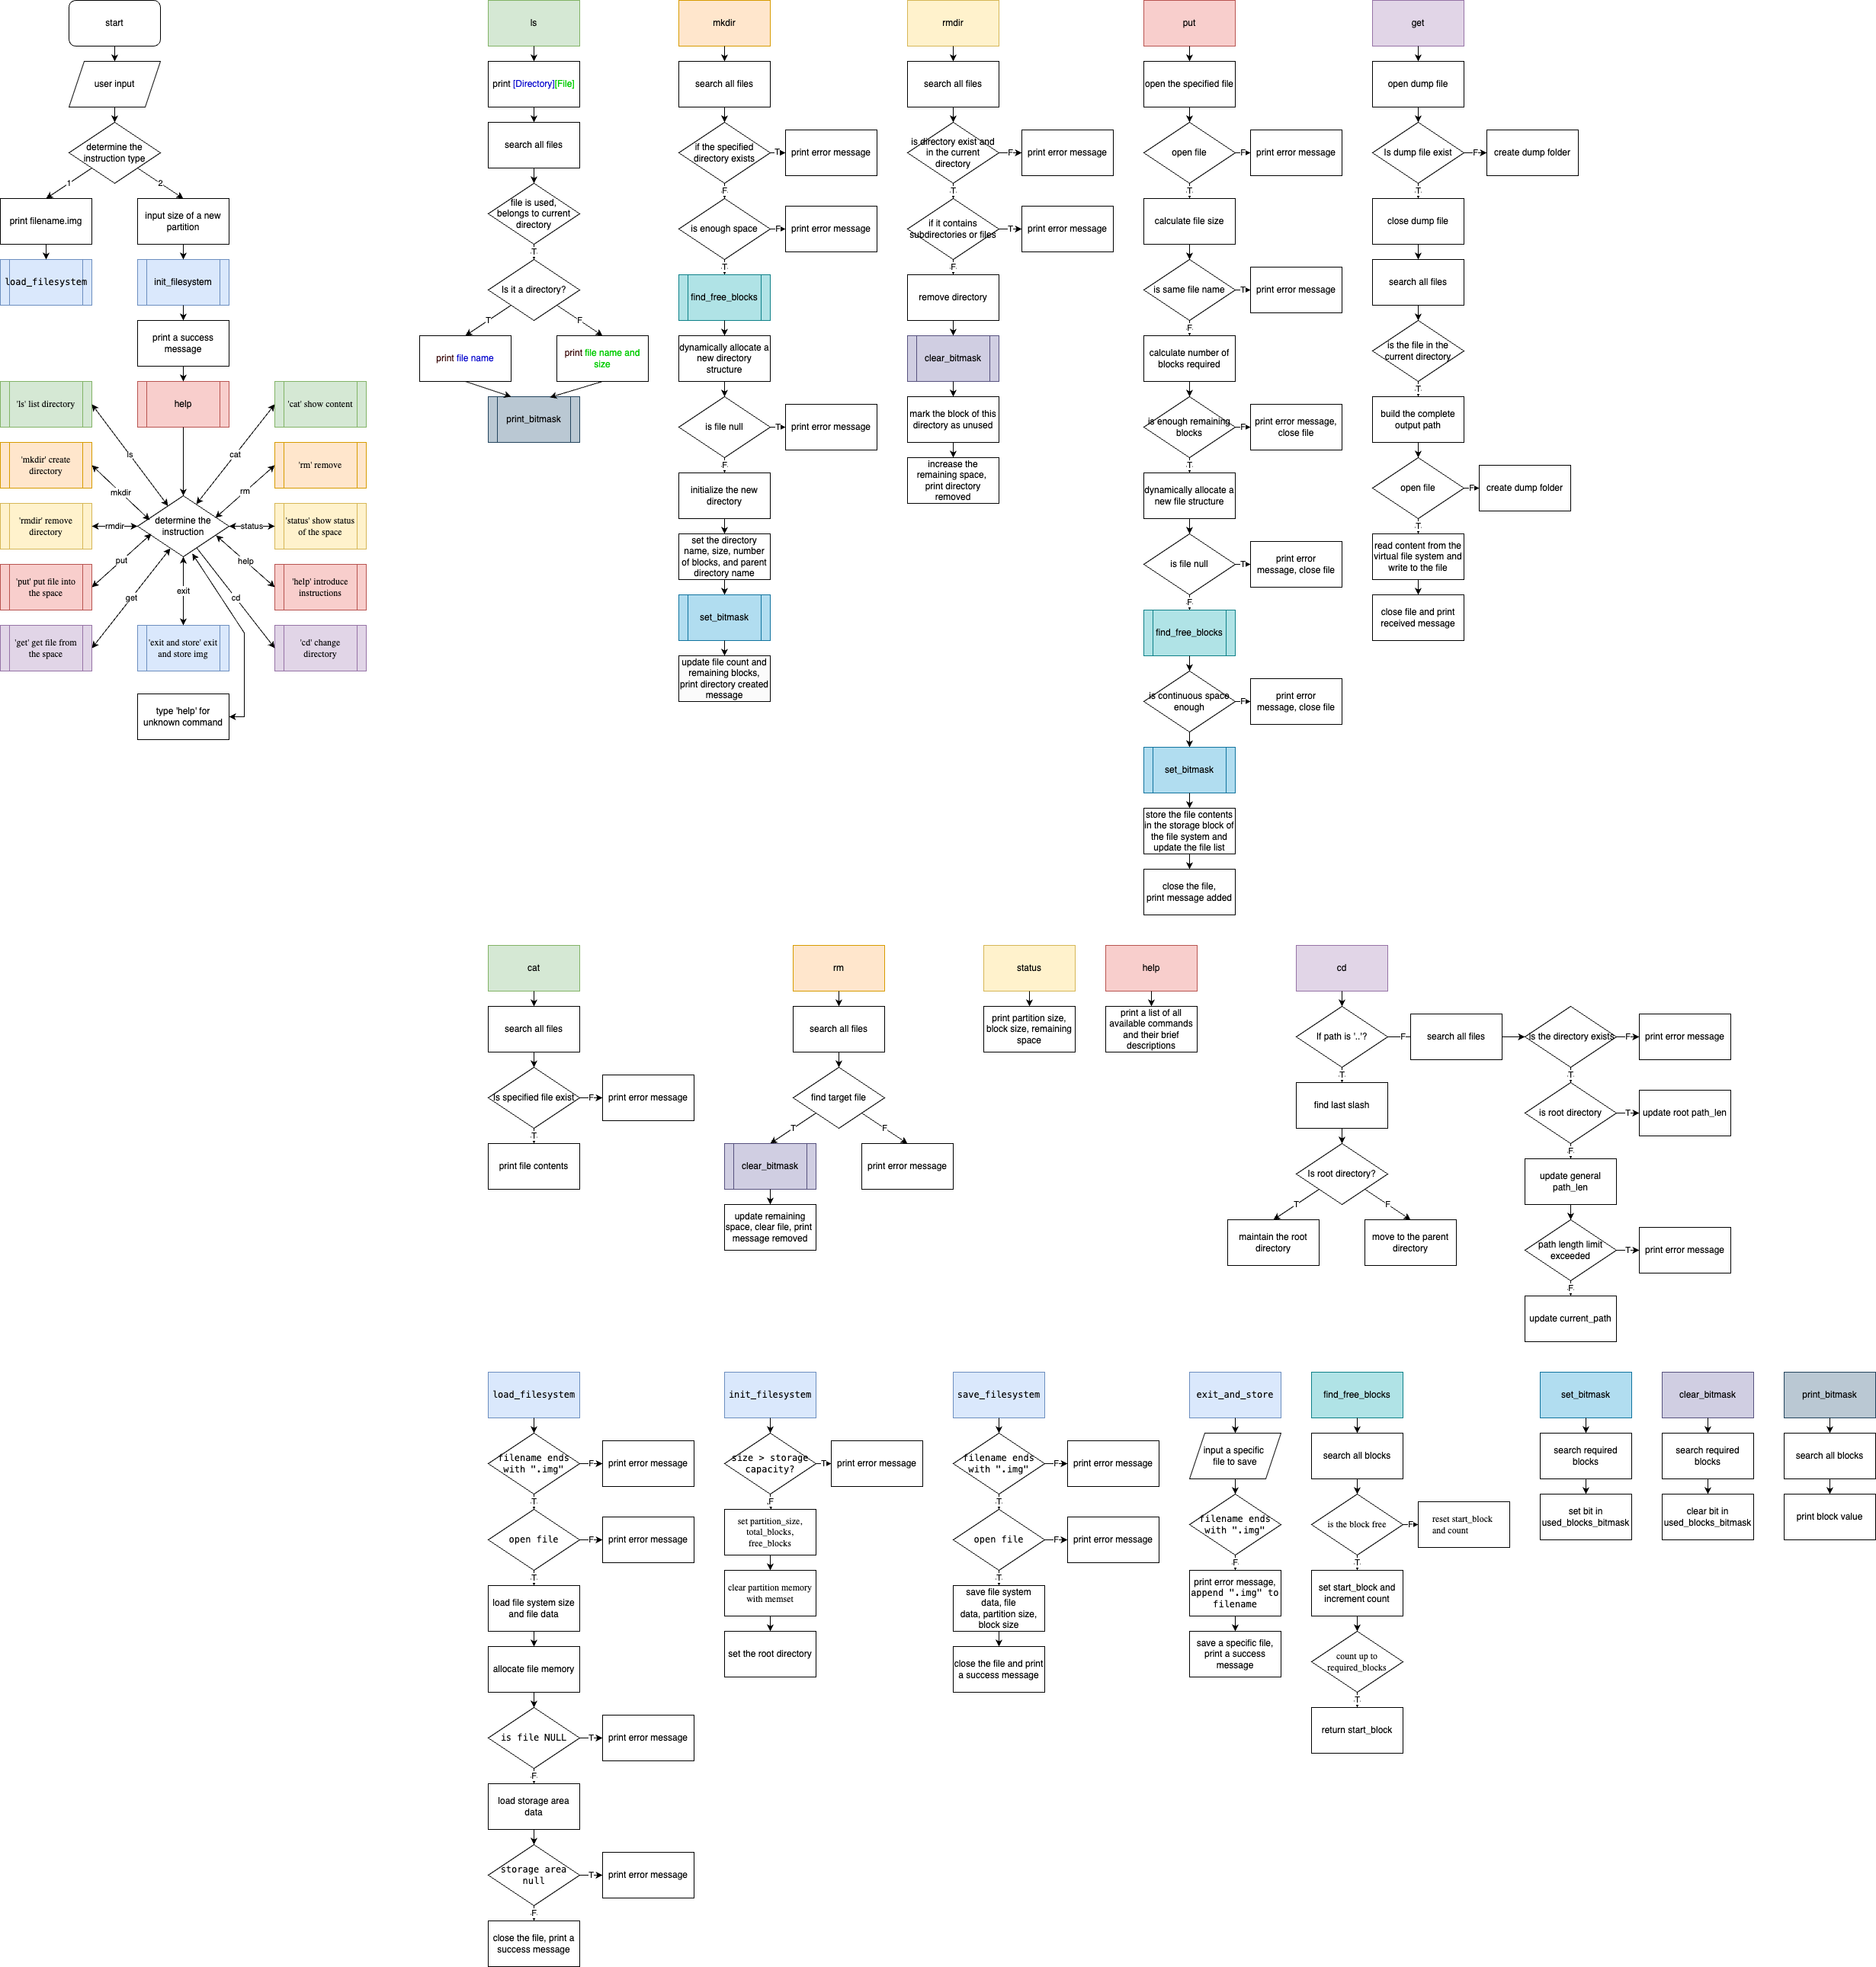 start
user input
determine the
instruction type
1
2
print filename.img
input size of a new
partition
load_filesystem
init_filesystem
print a success
message
'ls' list directory
help
'cat' show content
ls
cat
'mkdir' create
directory
'rm' remove
mkdir
rm
'rmdir' remove
directory
rmdir
determine the
instruction
status
'status' show status
of the space
put
help
'put' put file into
the space
'help' introduce
instructions
get
exit
cd
'get' get file from
the space
'exit and store' exit
and store img
'cd' change
directory
type 'help' for
unknown command
ls
print [Directory][File]
search all files
file is used,
belongs to current
directory
T
Is it a directory?
T
F
print file name
print file name and
size
print_bitmask
mkdir
search all files
if the specified
directory exists
T
print error message
F
is enough space
F
print error message
T
find_free_blocks
dynamically allocate a
new directory
structure
is file null
T
print error message
F
initialize the new
directory
set the directory
name, size, number
of blocks, and parent
directory name
set_bitmask
update file count and
remaining blocks,
print directory created
message
rmdir
search all files
is directory exist and
in the current
directory
F
print error message
T
if it contains
subdirectories or files
T
print error message
F
remove directory
clear_bitmask
mark the block of this
directory as unused
increase the
remaining space,
print directory
removed
put
open the specified file
open file
F
print error message
T
calculate file size
is same file name
T
print error message
F
calculate number of
blocks required
is enough remaining
blocks
F
print error message,
close file
T
dynamically allocate a
new file structure
is file null
T
print error
message, close file
F
find_free_blocks
is continuous space
enough
F
print error
message, close file
set_bitmask
store the file contents
in the storage block of
the file system and
update the file list
close the file,
print message added
get
open dump file
Is dump file exist
F
create dump folder
T
close dump file
search all files
is the file in the
current directory
T
build the complete
output path
open file
F
create dump folder
T
read content from the
virtual file system and
write to the file
close file and print
received message
cat
search all files
Is specified file exist
F
print error message
T
print file contents
rm
search all files
find target file
T
F
clear_bitmask
print error message
update remaining
space, clear file, print
message removed
status
print partition size,
block size, remaining
space
help
print a list of all
available commands
and their brief
descriptions
cd
If path is '..'?
F
search all files
is the directory exists
F
print error message
T
T
find last slash
is root directory
T
update root path_len
F
Is root directory?
T
F
maintain the root
directory
move to the parent
directory
update general
path_len
path length limit
exceeded
T
print error message
F
update current_path
load_filesystem
filename ends
with ".img"
F
print error message
T
open file
F
print error message
T
load file system size
and file data
allocate file memory
is file NULL
T
print error message
F
load storage area
data
storage area
null
T
print error message
F
close the file, print a
success message
init_filesystem
size > storage
capacity?
T
print error message
F
set partition_size,
total_blocks,
free_blocks
clear partition memory
with memset
set the root directory
save_filesystem
filename ends
with ".img"
F
print error message
T
open file
F
print error message
T
save file system
data, file
data, partition size,
block size
close the file and print
a success message
exit_and_store
input a specific
file to save
filename ends
with ".img"
F
print error message,
append ".img" to
filename
save a specific file,
print a success
message
find_free_blocks
search all blocks
is the block free
F
reset start_block
and count
T
set start_block and
increment count
count up to
required_blocks
T
return start_block
set_bitmask
search required
blocks
set bit in
used_blocks_bitmask
clear_bitmask
search required
blocks
clear bit in
used_blocks_bitmask
print_bitmask
search all blocks
print block value